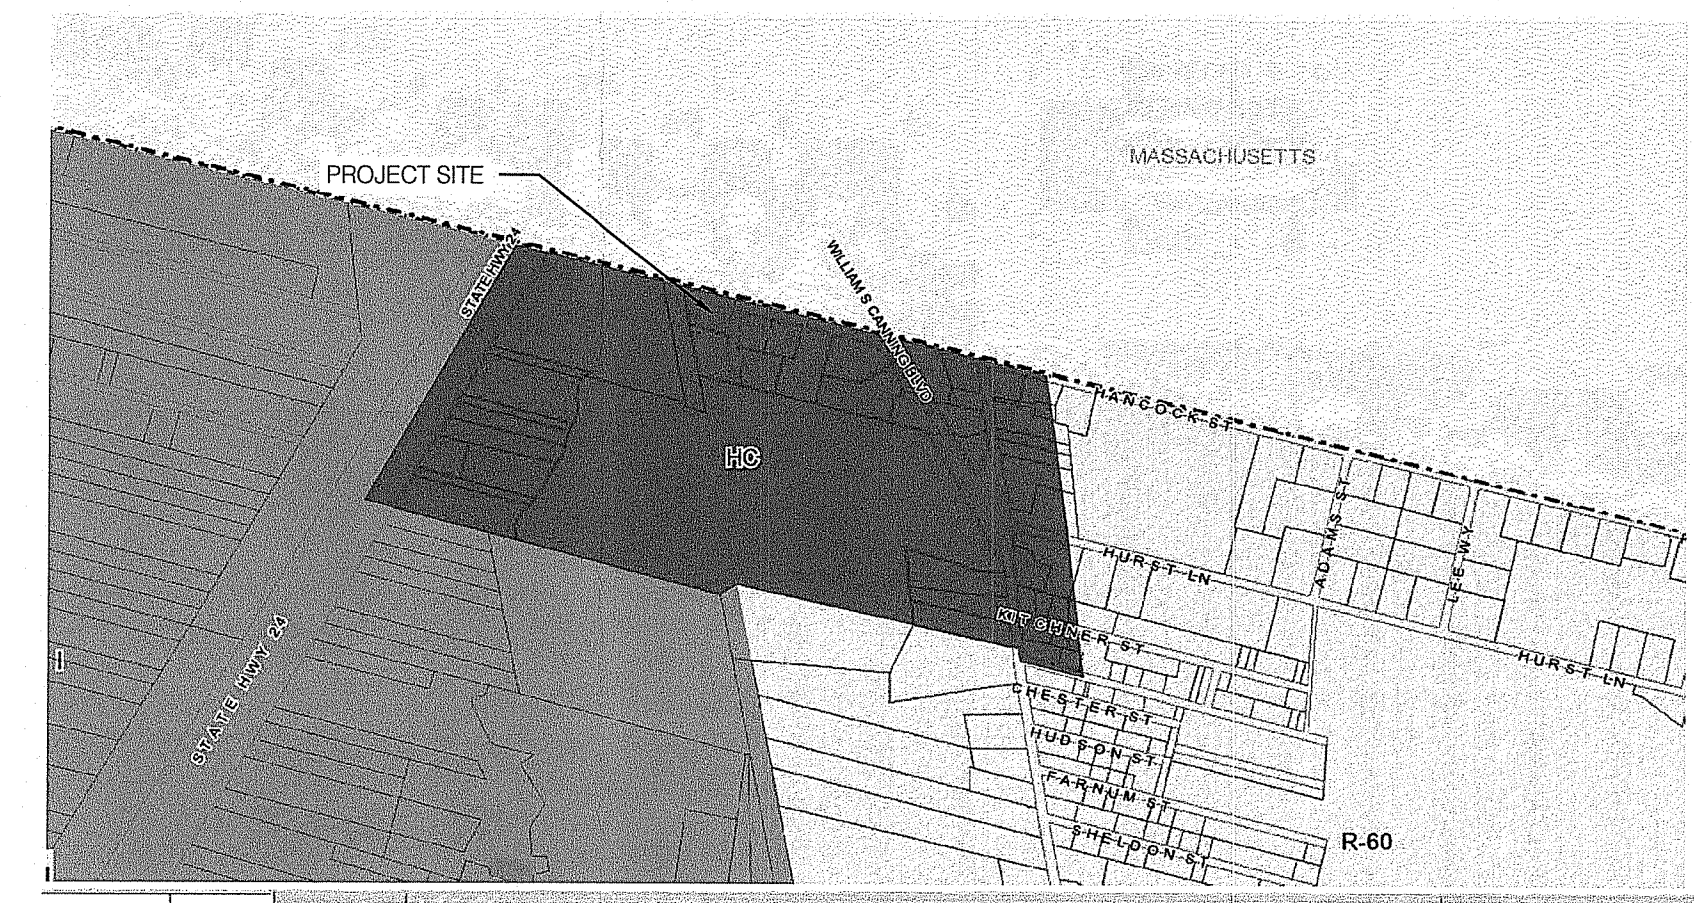 MASSACHUSETTS
PROJECT SITE
STATE HWY 24
WILLIAM S CANNING BLVD
HANCOCK ST
HC
ADAMS ST
LEE WY
HURST LN
KITCHNER ST
HURST LN
I
STATE HWY 24
CHESTER ST
HUDSON ST
FARNUM ST
SHELDON ST
R-60